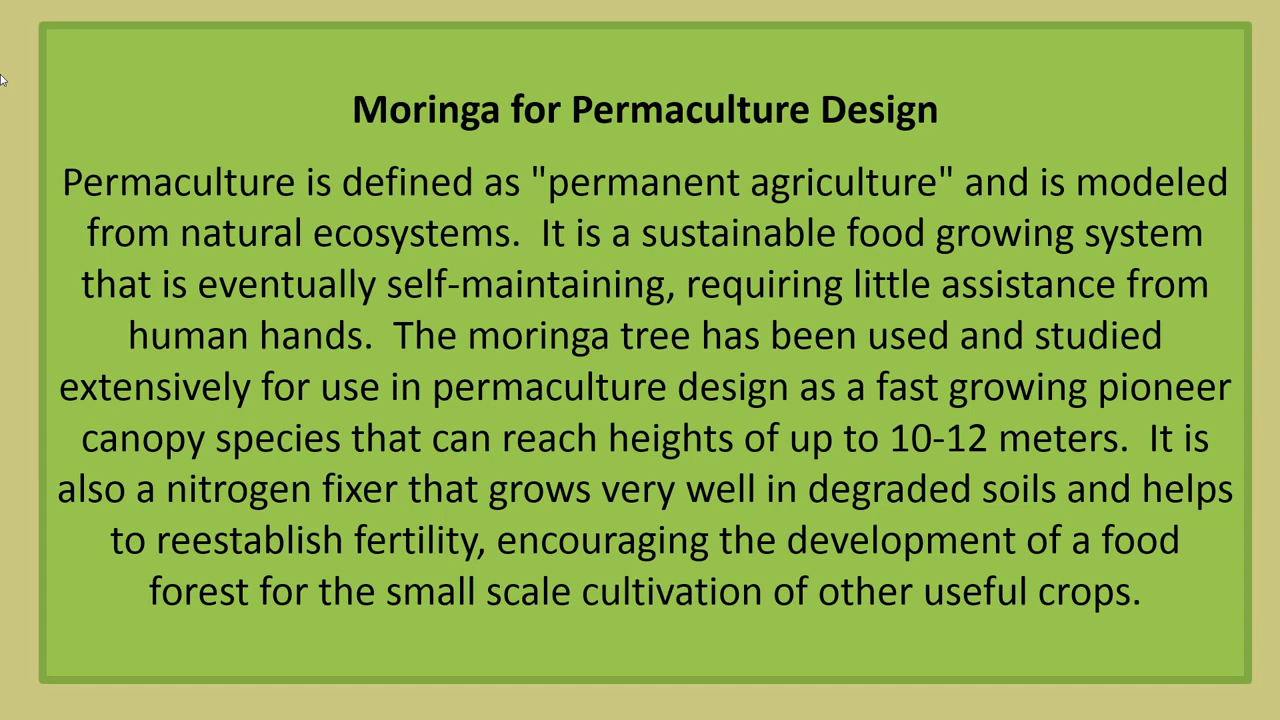 Moringa for Permaculture Design
Permaculture is defined as "permanent agriculture" and is modeled
from natural ecosystems.  It is a sustainable food growing system
that is eventually self-maintaining, requiring little assistance from
human hands.  The moringa tree has been used and studied
extensively for use in permaculture design as a fast growing pioneer
canopy species that can reach heights of up to 10-12 meters.  It is
also a nitrogen fixer that grows very well in degraded soils and helps
to reestablish fertility, encouraging the development of a food
forest for the small scale cultivation of other useful crops.